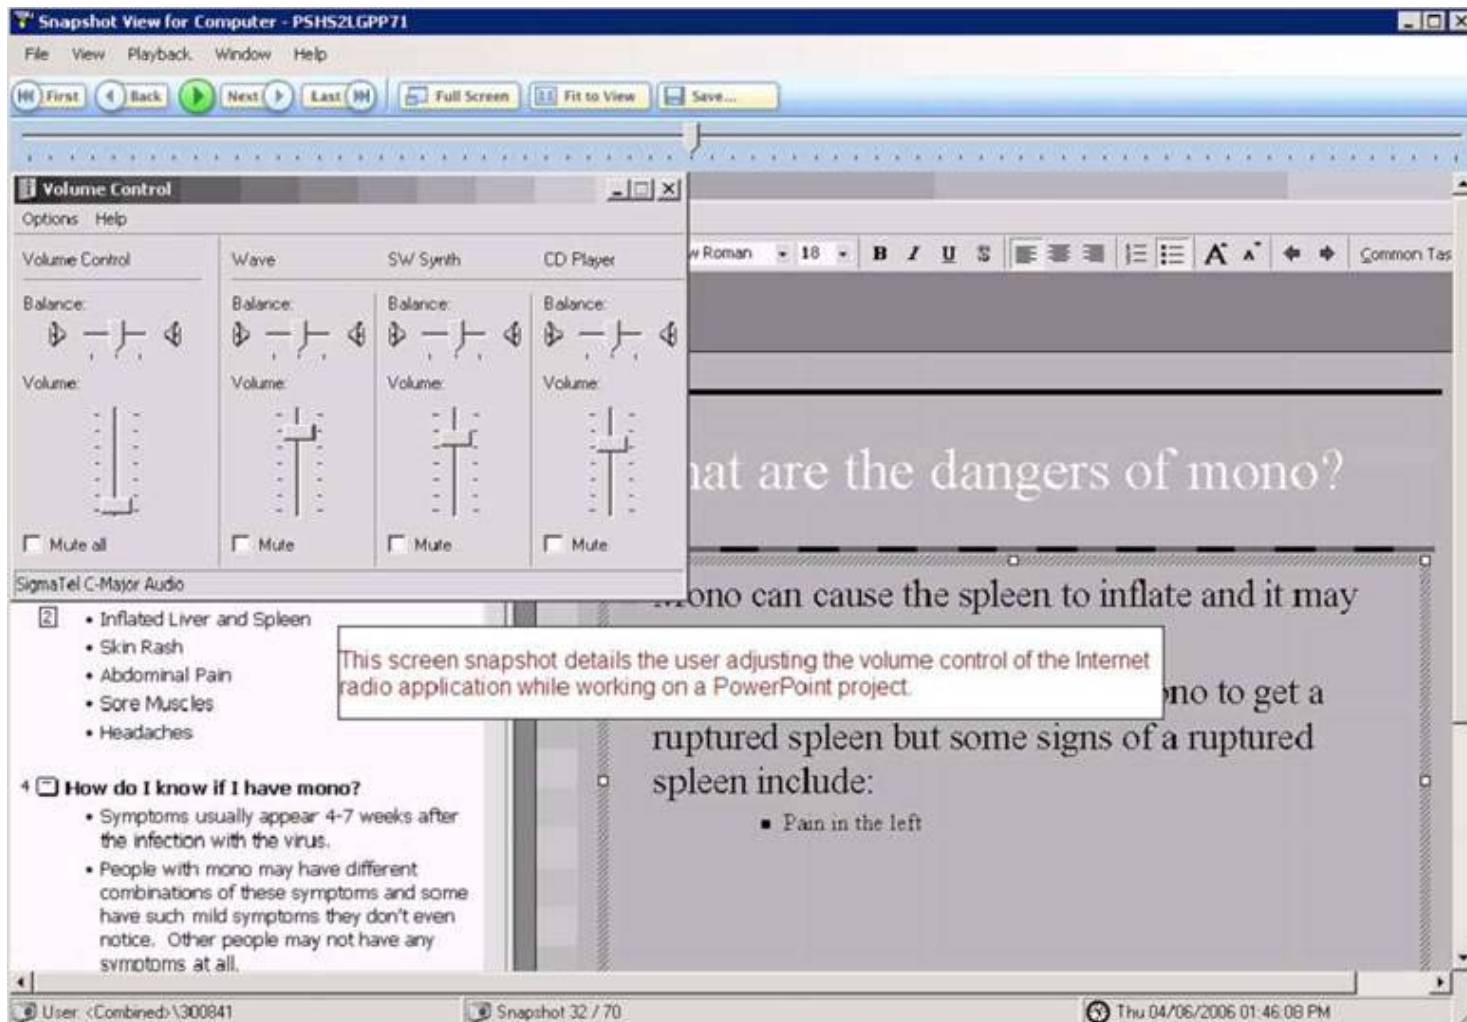 Snapshot View for Computer - PSHS2LGPP71
File View Playback Window Help
First Back Next Last Full Screen Fit to View Save...
Volume Control
Options Help
Volume Control Wave SW Synth CD Player
w Roman 18 B I U S A A Common Tas
Balance: Balance: Balance: Balance:
Volume: Volume: Volume: Volume:
hat are the dangers of mono?
Mute all Mute Mute Mute
SigmaTel C-Major Audio
Mono can cause the spleen to inflate and it may
2 • Inflated Liver and Spleen
• Skin Rash
• Abdominal Pain
• Sore Muscles
• Headaches
This screen snapshot details the user adjusting the volume control of the Internet
radio application while working on a PowerPoint project.
no to get a
ruptured spleen but some signs of a ruptured
spleen include:
▪ Pain in the left
4 How do I know if I have mono?
• Symptoms usually appear 4-7 weeks after
the infection with the virus.
• People with mono may have different
combinations of these symptoms and some
have such mild symptoms they don't even
notice. Other people may not have any
symptoms at all.
User: <Combined>\300841 Snapshot 32 / 70 Thu 04/06/2006 01:46:08 PM